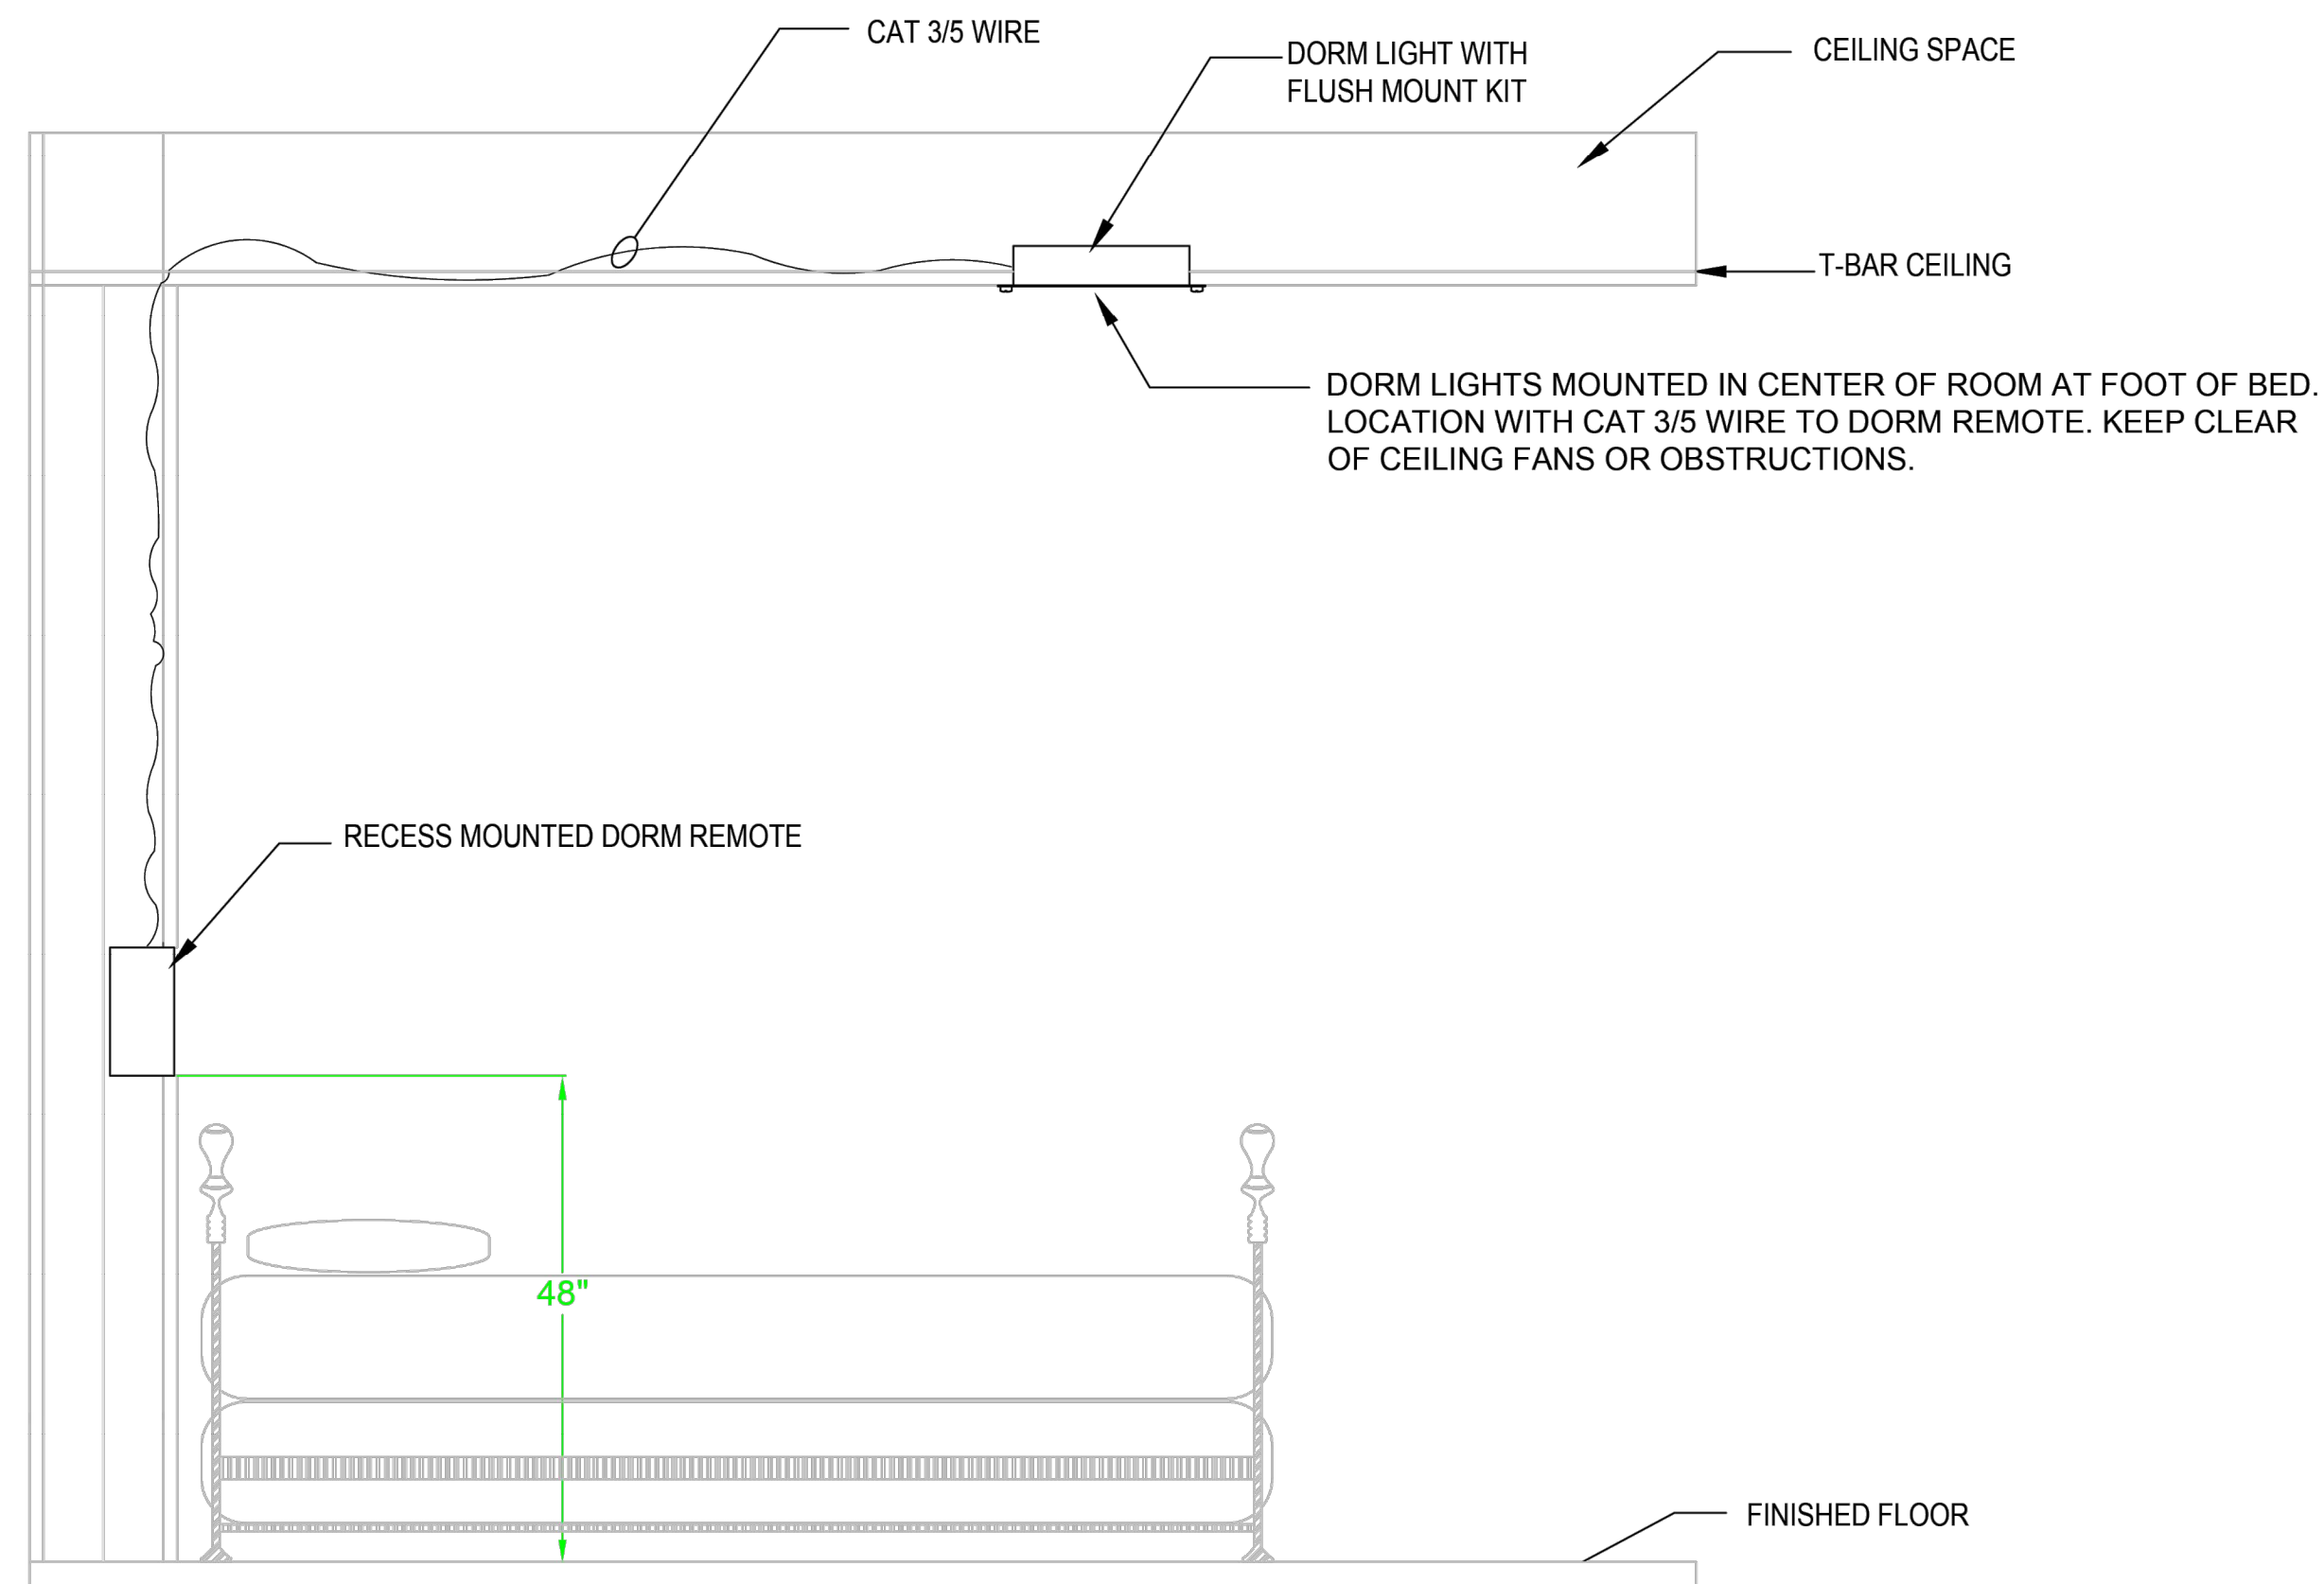 CAT 3/5 WIRE
DORM LIGHT WITH
FLUSH MOUNT KIT
CEILING SPACE
T-BAR CEILING
DORM LIGHTS MOUNTED IN CENTER OF ROOM AT FOOT OF BED.
LOCATION WITH CAT 3/5 WIRE TO DORM REMOTE. KEEP CLEAR
OF CEILING FANS OR OBSTRUCTIONS.
RECESS MOUNTED DORM REMOTE
48"
FINISHED FLOOR